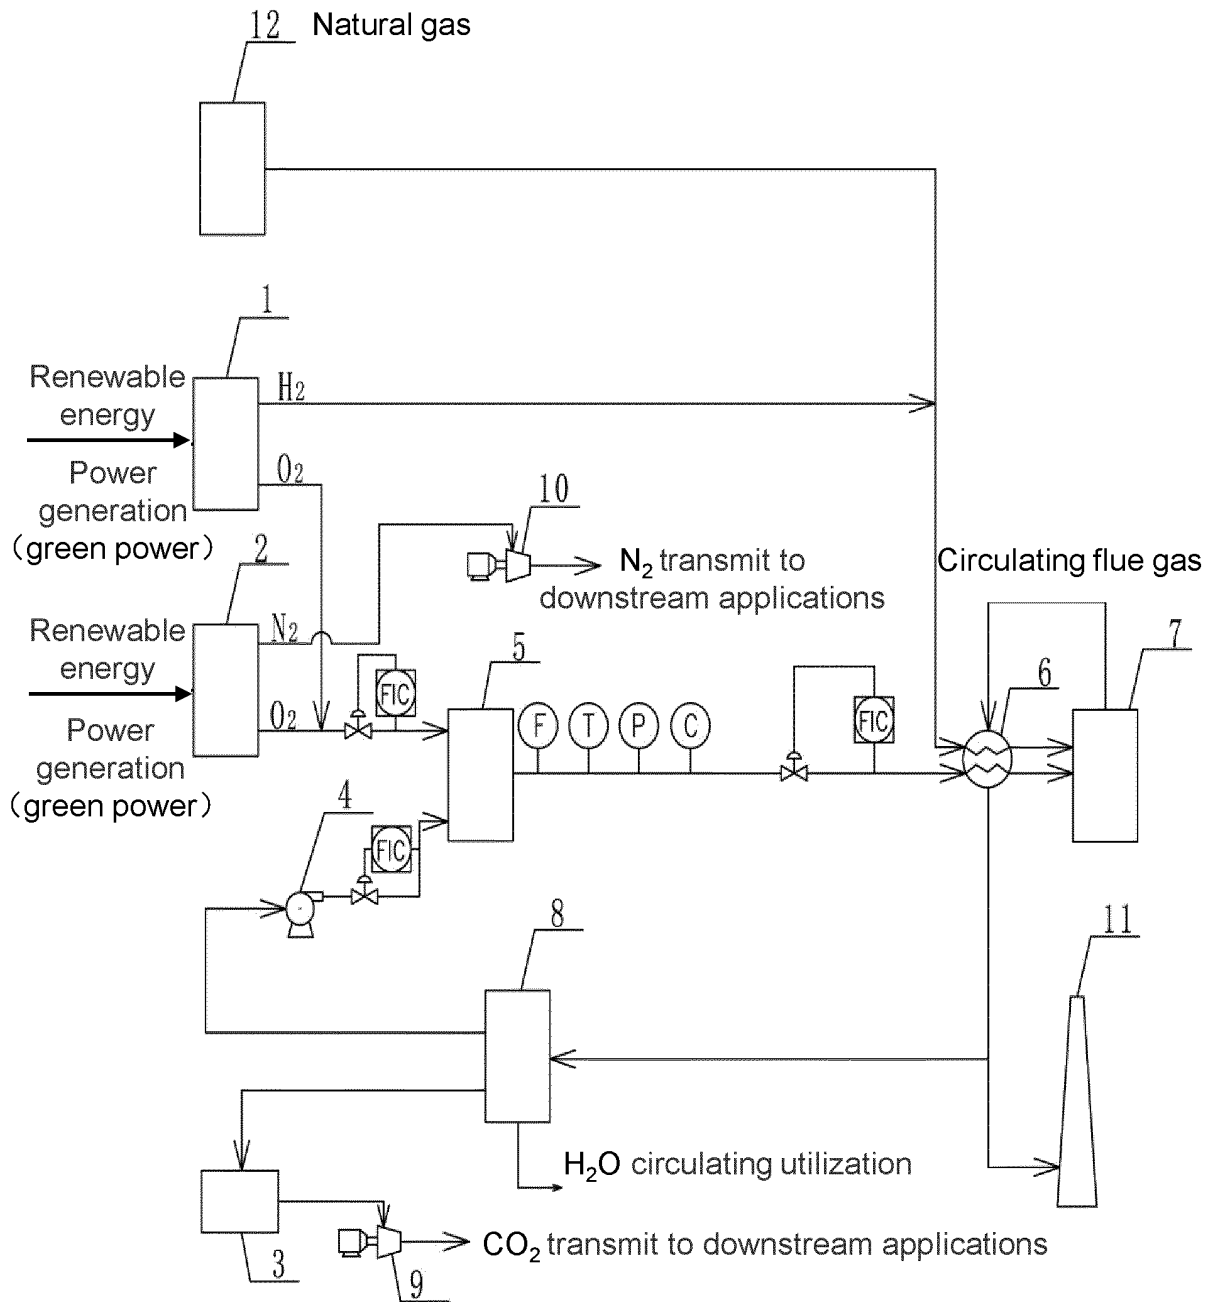 12 Natural gas
1
Renewable
energy
H2
Power
generation
(green power)
O2
10
2
N2 transmit to
downstream applications
Circulating flue gas
Renewable
energy
N2
5
7
6
FIC
FIC
O2
F T P C
Power
generation
(green power)
4
FIC
8
11
H2O circulating utilization
CO2 transmit to downstream applications
3
9